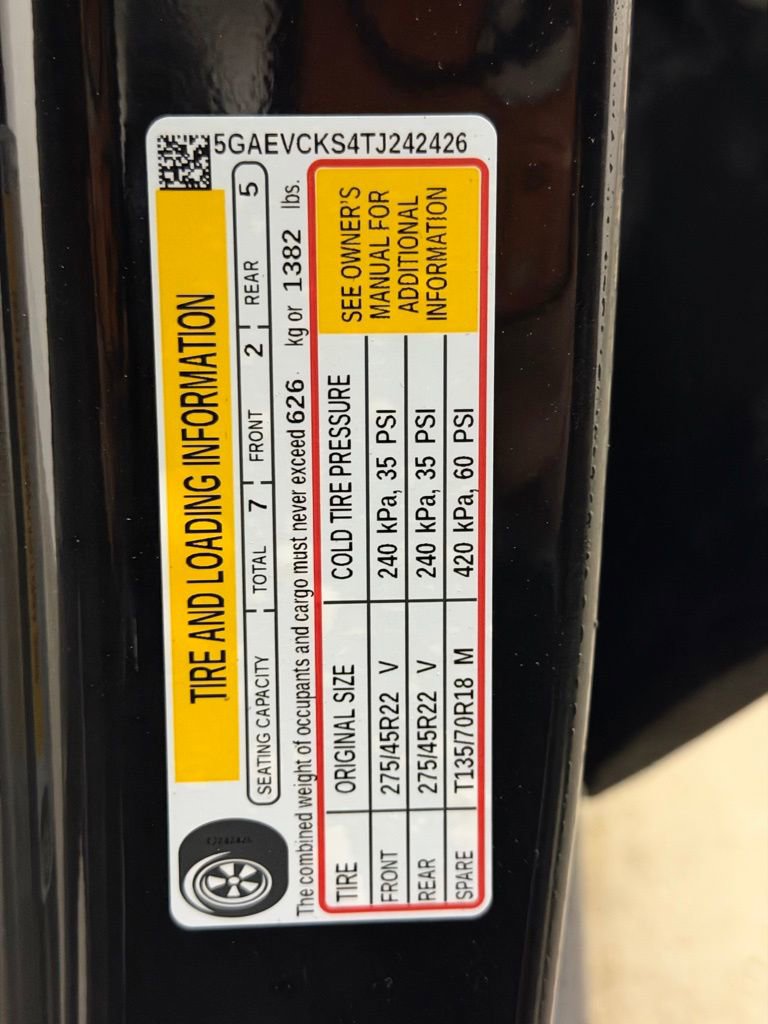 5GAEVCKS4TJ242426
TIRE AND LOADING INFORMATION
SEATING CAPACITY TOTAL 7 FRONT 2 REAR 5
The combined weight of occupants and cargo must never exceed 626 kg or 1382 lbs.
TIRE ORIGINAL SIZE COLD TIRE PRESSURE
FRONT 275/45R22 V 240 kPa, 35 PSI
REAR 275/45R22 V 240 kPa, 35 PSI
SPARE T135/70R18 M 420 kPa, 60 PSI
SEE OWNER'S
MANUAL FOR
ADDITIONAL
INFORMATION